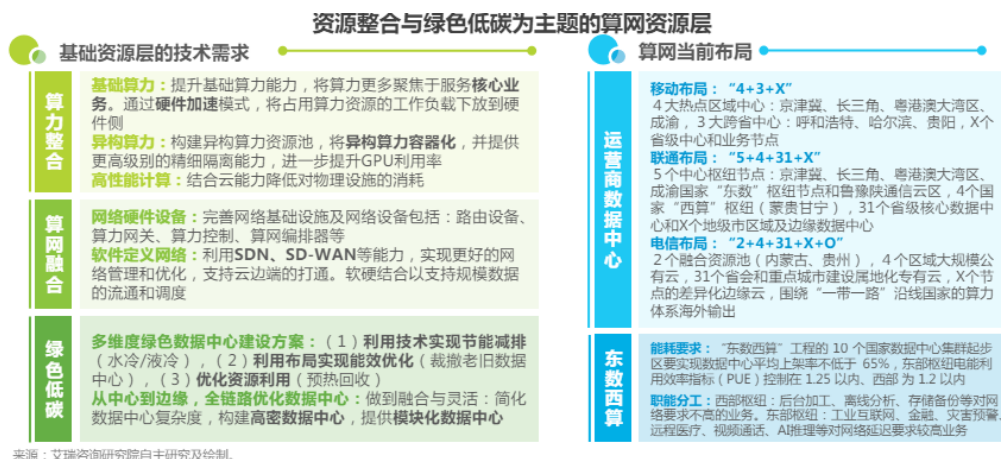 资源整合与绿色低碳为主题的算网资源层
基础资源层的技术需求
算力整合
基础算力：提升基础算力能力，将算力更多聚焦于服务核心业
务。通过硬件加速模式，将占用算力资源的工作负载下放到硬
件侧
异构算力：构建异构算力资源池，将异构算力容器化，并提供
更高级别的精细隔离能力，进一步提升GPU利用率
高性能计算：结合云能力降低对物理设施的消耗
算网融合
网络硬件设备：完善网络基础设施及网络设备包括：路由设备、
算力网关、算力控制、算网编排器等
软件定义网络：利用SDN、SD-WAN等能力，实现更好的网
络管理和优化，支持云边端的打通。软硬结合以支持规模数据
的流通和调度
绿色低碳
多维度绿色数据中心建设方案：（1）利用技术实现节能减排
（水冷/液冷），（2）利用布局实现能效优化（裁撤老旧数据
中心），（3）优化资源利用（预热回收）
从中心到边缘，全链路优化数据中心：做到融合与灵活：简化
数据中心复杂度，构建高密数据中心，提供模块化数据中心
算网当前布局
运营商数据中心
移动布局：“4+3+X”
4大热点区域中心：京津冀、长三角、粤港澳大湾区、
成渝，3大跨省中心：呼和浩特、哈尔滨、贵阳，X个
省级中心和业务节点
联通布局：“5+4+31+X”
5个中心枢纽节点：京津冀、长三角、粤港澳大湾区、
成渝国家“东数”枢纽节点和鲁豫陕通信云区，4个国
家“西算”枢纽（蒙贵甘宁），31个省级核心数据中
心和X个地级市区域及边缘数据中心
电信布局：“2+4+31+X+O”
2个融合资源池（内蒙古、贵州），4个区域大规模公
有云，31个省会和重点城市建设属地化专有云，X个节
点的差异化边缘云，围绕“一带一路”沿线国家的算力
体系海外输出
东数西算
能耗要求：“东数西算”工程的 10 个国家数据中心集群起步
区要实现数据中心平均上架率不低于 65%，东部枢纽电能利
用效率指标（PUE）控制在 1.25 以内、西部 为 1.2 以内
职能分工：西部枢纽：后台加工、离线分析、存储备份等对网
络要求不高的业务。东部枢纽：工业互联网、金融、灾害预警、
远程医疗、视频通话、AI推理等对网络延迟要求较高业务
来源：艾瑞咨询研究院自主研究及绘制。